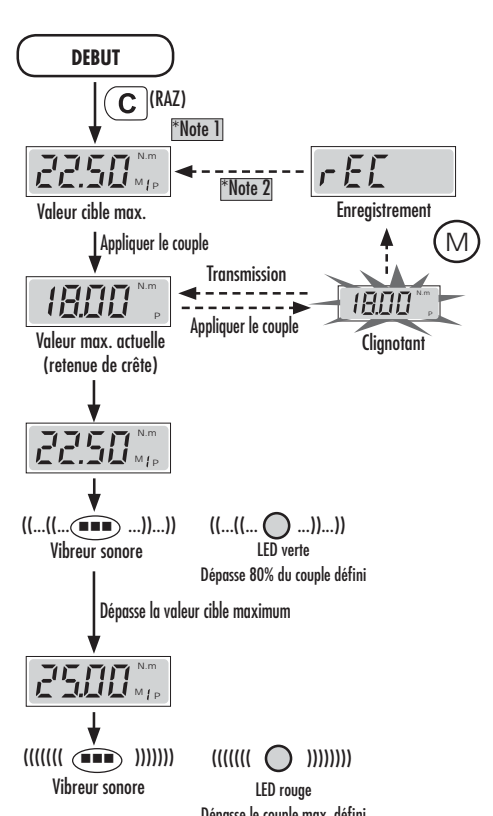 DEBUT
C (RAZ)
*Note 1
22.50 N.m M1P
*Note 2
rEC
Valeur cible max.
Enregistrement
M
Appliquer le couple
18.00 N.m P
Transmission
Appliquer le couple
18.00 N.m P
Valeur max. actuelle
(retenue de crête)
Clignotant
22.50 N.m M1P
((...((... ...))...))
((...((... ...))...))
Vibreur sonore
LED verte
Dépasse 80% du couple défini
Dépasse la valeur cible maximum
25.00 N.m M1P
((((((( )))))))
((((((( ))))))))
Vibreur sonore
LED rouge
Dépasse le couple max. défini